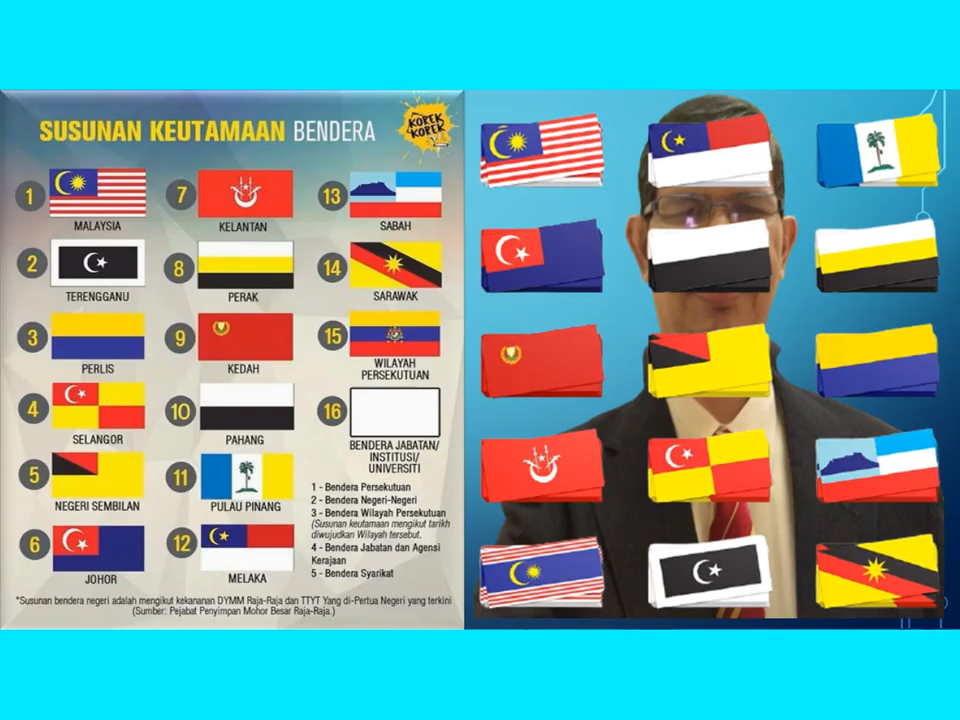 SUSUNAN KEUTAMAAN BENDERA
KOREK
KOREK
1
MALAYSIA
2
TERENGGANU
3
PERLIS
4
SELANGOR
5
NEGERI SEMBILAN
6
JOHOR
7
KELANTAN
8
PERAK
9
KEDAH
10
PAHANG
11
PULAU PINANG
12
MELAKA
13
SABAH
14
SARAWAK
15
WILAYAH
PERSEKUTUAN
16
BENDERA JABATAN/
INSTITUSI/
UNIVERSITI
1 - Bendera Persekutuan
2 - Bendera Negeri-Negeri
3 - Bendera Wilayah Persekutuan
(Susunan keutamaan mengikut tarikh
diwujudkan Wilayah tersebut.
4 - Bendera Jabatan dan Agensi
Kerajaan
5 - Bendera Syarikat
*Susunan bendera negeri adalah mengikut kekananan DYMM Raja-Raja dan TTYT Yang di-Pertua Negeri yang terkini
(Sumber: Pejabat Penyimpan Mohor Besar Raja-Raja.)